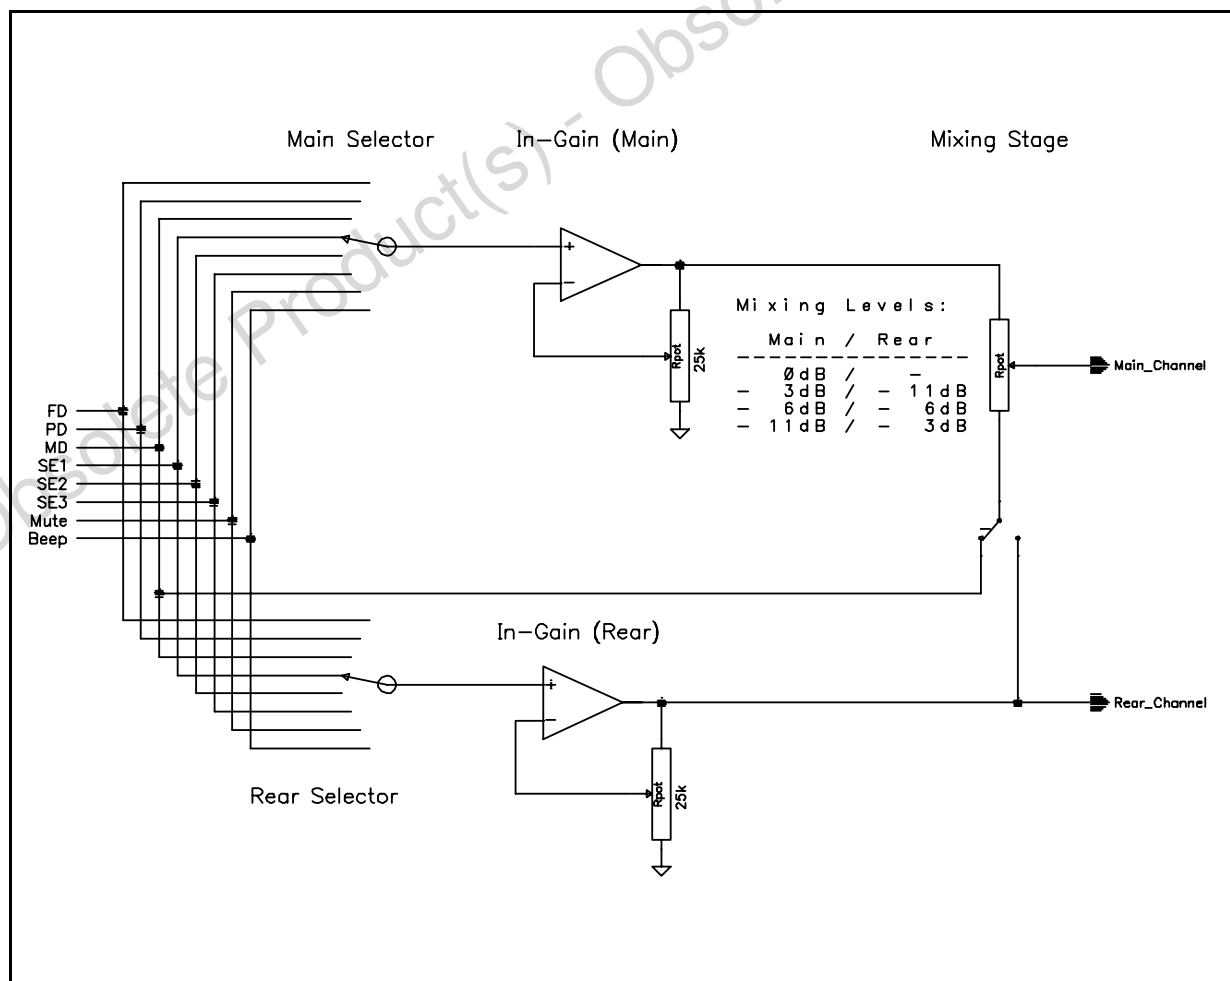 Obsolete Product(s) - Obsol
Main Selector
In-Gain (Main)
Mixing Stage
Mixing Levels:
Main / Rear
0dB / -
- 3dB / - 11dB
- 6dB / - 6dB
- 11dB / - 3dB
Rpot
25k
Rpot
Main_Channel
FD
PD
MD
SE1
SE2
SE3
Mute
Beep
In-Gain (Rear)
Rear_Channel
Rpot
25k
Rear Selector